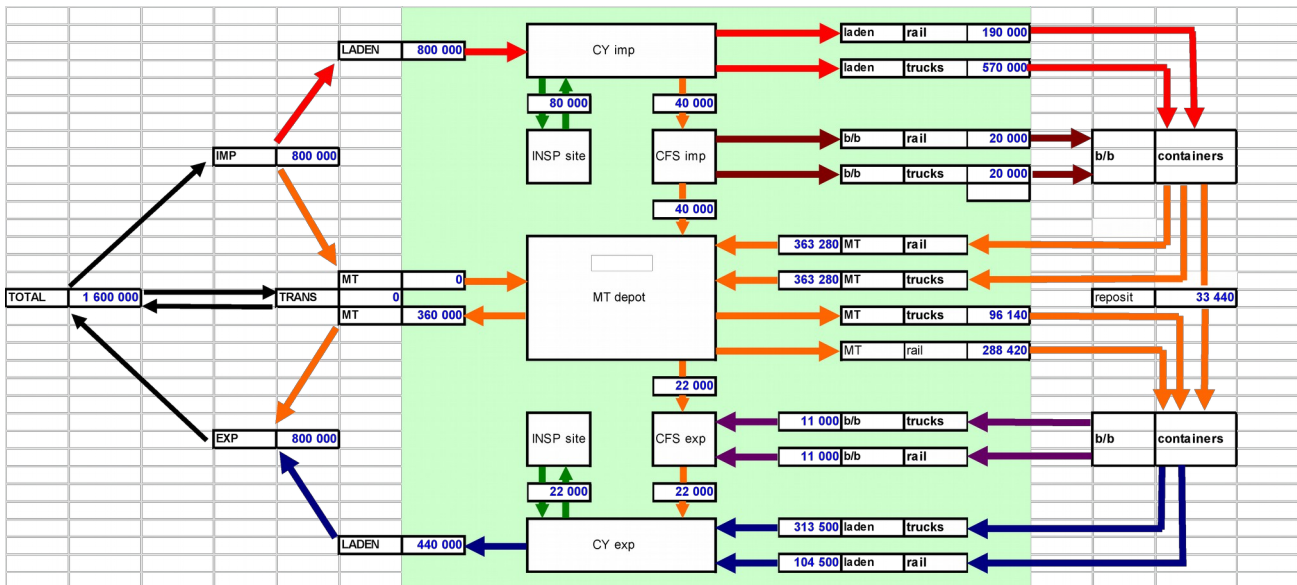 LADEN 800 000
CY imp
laden rail 190 000
laden trucks 570 000
80 000
40 000
IMP 800 000
INSP site
CFS imp
b/b rail 20 000
b/b trucks 20 000
b/b containers
40 000
363 280 MT rail
MT 0
363 280 MT trucks
TOTAL 1 600 000
TRANS 0
MT depot
reposit 33 440
MT 360 000
MT trucks 96 140
MT rail 288 420
22 000
EXP 800 000
INSP site
CFS exp
11 000 b/b trucks
11 000 b/b rail
b/b containers
22 000
22 000
313 500 laden trucks
LADEN 440 000
CY exp
104 500 laden rail